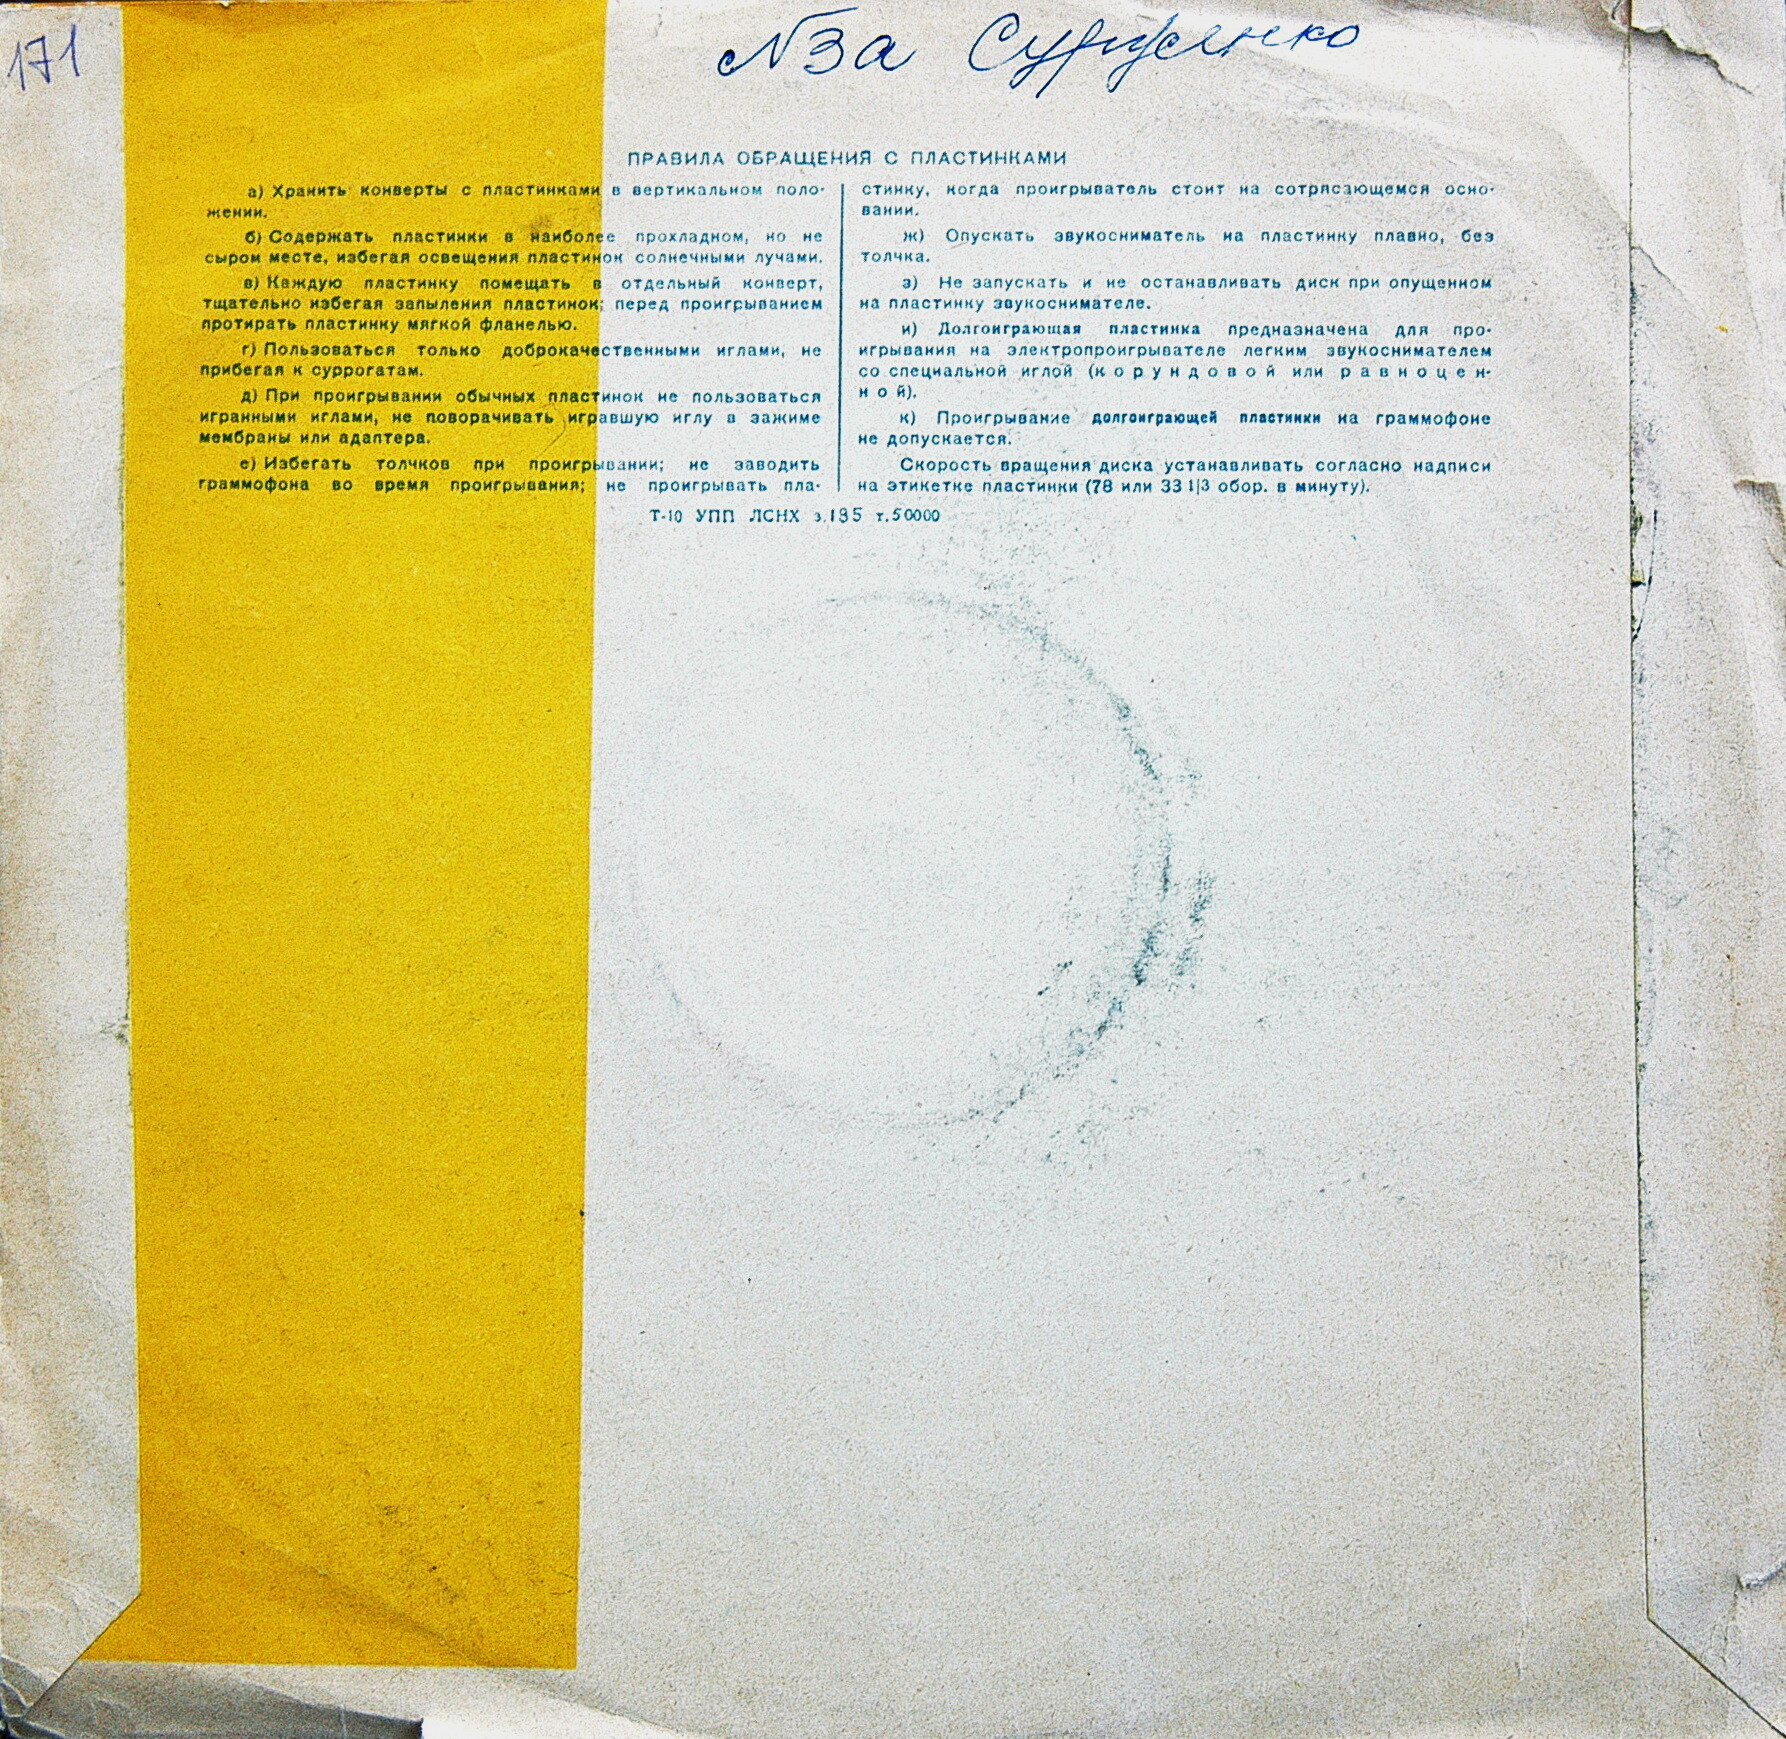 171
№3а Суржанко
ПРАВИЛА ОБРАЩЕНИЯ С ПЛАСТИНКАМИ
а) Хранить конверты с пластинками в вертикальном поло-
жении.
б) Содержать пластинки в наиболее прохладном, но не
сыром месте, избегая освещения пластинок солнечными лучами.
в) Каждую пластинку помещать в отдельный конверт,
тщательно избегая запыления пластинок; перед проигрыванием
протирать пластинку мягкой фланелью.
г) Пользоваться только доброкачественными иглами, не
прибегая к суррогатам.
д) При проигрывании обычных пластинок не пользоваться
игранными иглами, не поворачивать игравшую иглу в зажиме
мембраны или адаптера.
е) Избегать толчков при проигрывании; не заводить
граммофона во время проигрывания; не проигрывать пла-
стинку, когда проигрыватель стоит на сотрясающемся осно-
вании.
ж) Опускать звукосниматель на пластинку плавно, без
толчка.
з) Не запускать и не останавливать диск при опущенном
на пластинку звукоснимателе.
и) Долгоиграющая пластинка предназначена для про-
игрывания на электропроигрывателе легким звукоснимателем
со специальной иглой (корундовой или равноцен-
ной).
к) Проигрывание долгоиграющей пластинки на граммофоне
не допускается.
Скорость вращения диска устанавливать согласно надписи
на этикетке пластинки (78 или 33 1|3 обор. в минуту).
Т-10 УПП ЛСНХ з.195 т.50000